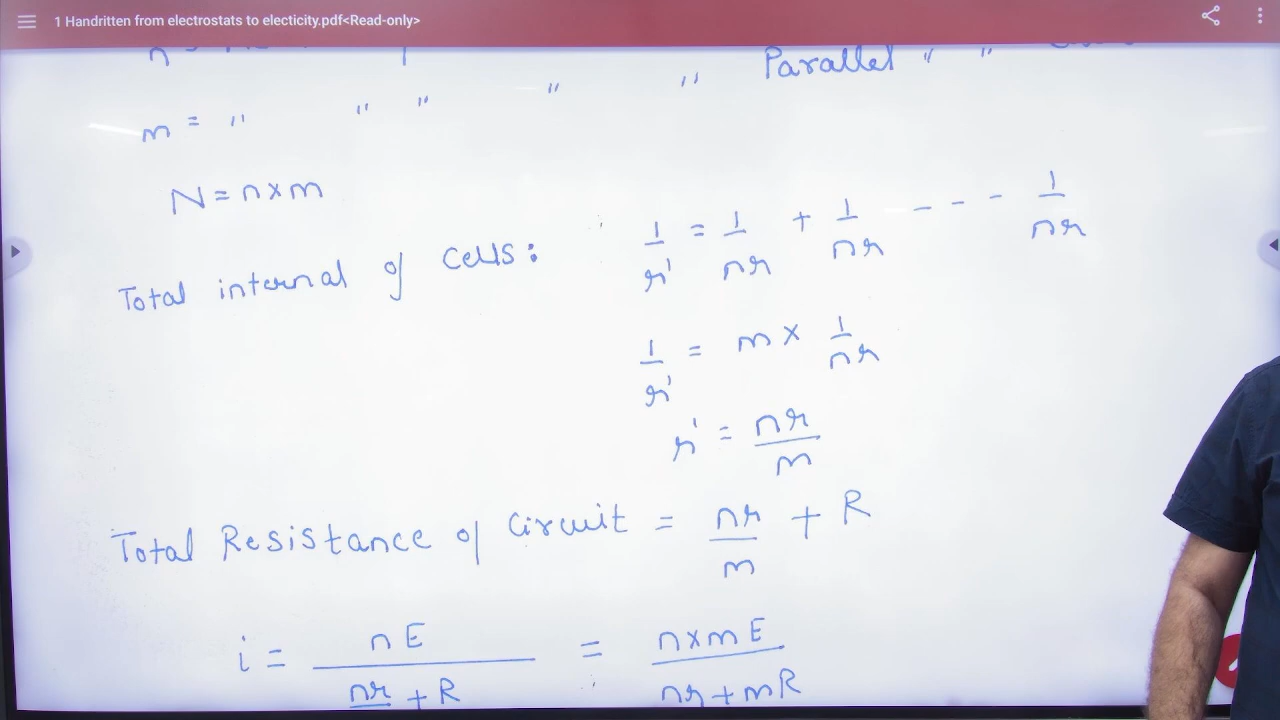 1 Handritten from electrostats to electicity.pdf<Read-only>
Parallel " "
m = " " " " "
N = n x m
Total internal of cells: 1/r' = 1/nr + 1/nr - - - 1/nr
1/r' = m x 1/nr
r' = nr/m
Total Resistance of Circuit = nr/m + R
i = nE / nr + R = n x m E / nr + mR